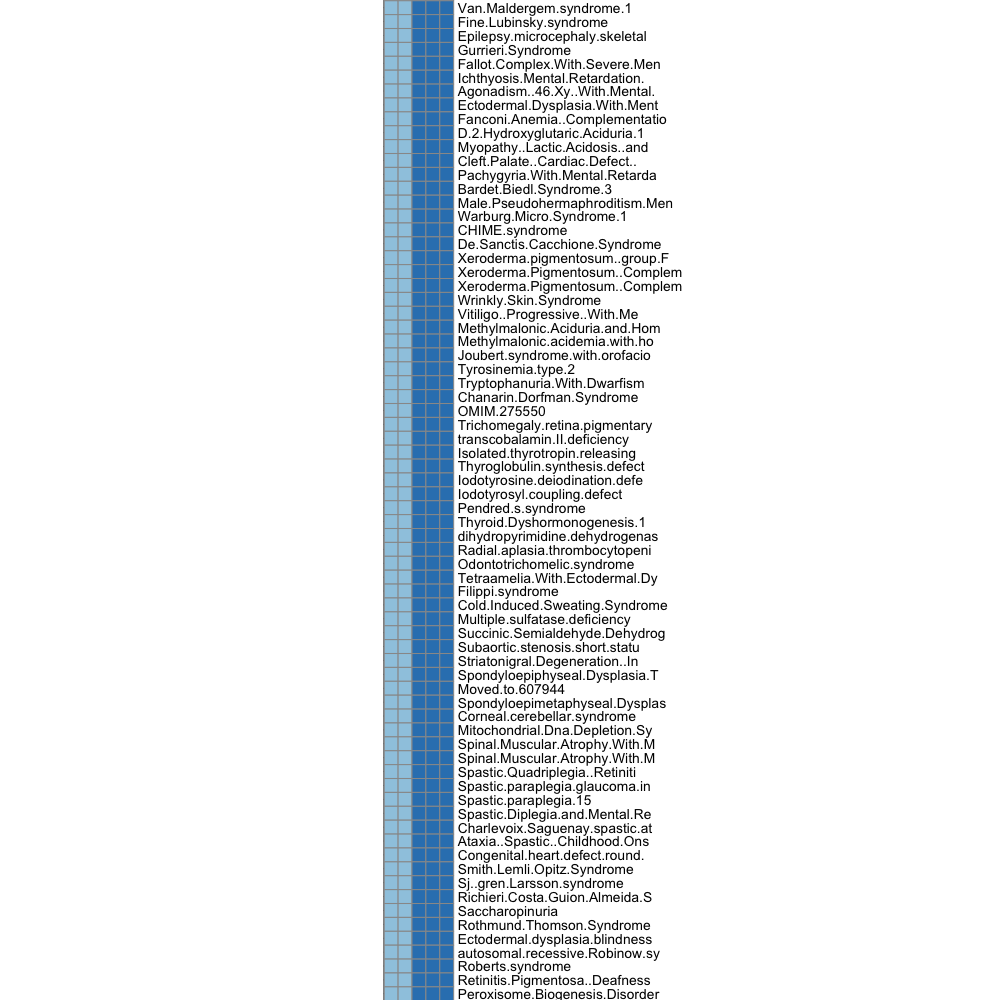 Van.Maldergem.syndrome.1
Fine.Lubinsky.syndrome
Epilepsy.microcephaly.skeletal
Gurrieri.Syndrome
Fallot.Complex.With.Severe.Men
Ichthyosis.Mental.Retardation.
Agonadism..46.Xy..With.Mental.
Ectodermal.Dysplasia.With.Ment
Fanconi.Anemia..Complementatio
D.2.Hydroxyglutaric.Aciduria.1
Myopathy..Lactic.Acidosis..and
Cleft.Palate..Cardiac.Defect..
Pachygyria.With.Mental.Retarda
Bardet.Biedl.Syndrome.3
Male.Pseudohermaphroditism.Men
Warburg.Micro.Syndrome.1
CHIME.syndrome
De.Sanctis.Cacchione.Syndrome
Xeroderma.pigmentosum..group.F
Xeroderma.Pigmentosum..Complem
Xeroderma.Pigmentosum..Complem
Wrinkly.Skin.Syndrome
Vitiligo..Progressive..With.Me
Methylmalonic.Aciduria.and.Hom
Methylmalonic.acidemia.with.ho
Joubert.syndrome.with.orofacio
Tyrosinemia.type.2
Tryptophanuria.With.Dwarfism
Chanarin.Dorfman.Syndrome
OMIM.275550
Trichomegaly.retina.pigmentary
transcobalamin.II.deficiency
Isolated.thyrotropin.releasing
Thyroglobulin.synthesis.defect
Iodotyrosine.deiodination.defe
Iodotyrosyl.coupling.defect
Pendred.s.syndrome
Thyroid.Dyshormonogenesis.1
dihydropyrimidine.dehydrogenas
Radial.aplasia.thrombocytopeni
Odontotrichomelic.syndrome
Tetraamelia.With.Ectodermal.Dy
Filippi.syndrome
Cold.Induced.Sweating.Syndrome
Multiple.sulfatase.deficiency
Succinic.Semialdehyde.Dehydrog
Subaortic.stenosis.short.statu
Striatonigral.Degeneration..In
Spondyloepiphyseal.Dysplasia.T
Moved.to.607944
Spondyloepimetaphyseal.Dysplas
Corneal.cerebellar.syndrome
Mitochondrial.Dna.Depletion.Sy
Spinal.Muscular.Atrophy.With.M
Spinal.Muscular.Atrophy.With.M
Spastic.Quadriplegia..Retiniti
Spastic.paraplegia.glaucoma.in
Spastic.paraplegia.15
Spastic.Diplegia.and.Mental.Re
Charlevoix.Saguenay.spastic.at
Ataxia..Spastic..Childhood.Ons
Congenital.heart.defect.round.
Smith.Lemli.Opitz.Syndrome
Sj..gren.Larsson.syndrome
Richieri.Costa.Guion.Almeida.S
Saccharopinuria
Rothmund.Thomson.Syndrome
Ectodermal.dysplasia.blindness
autosomal.recessive.Robinow.sy
Roberts.syndrome
Retinitis.Pigmentosa..Deafness
Peroxisome.Biogenesis.Disorder